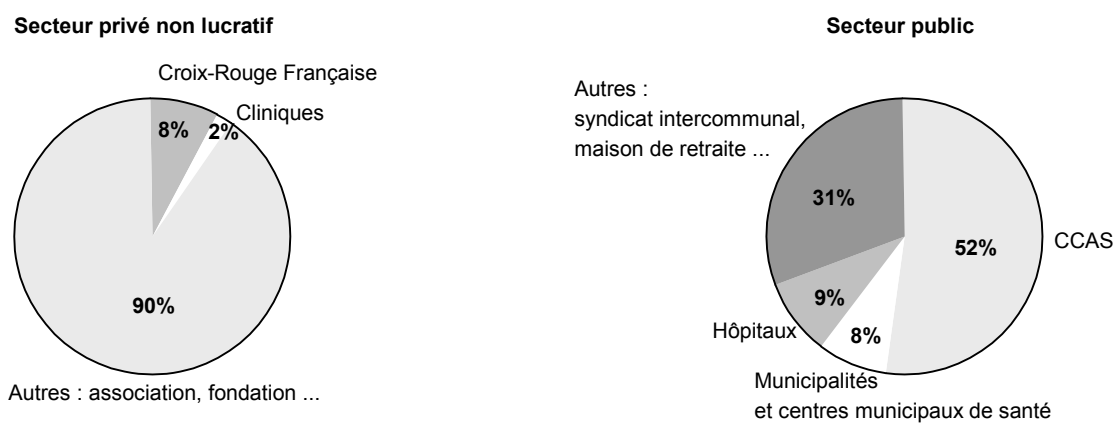 Secteur privé non lucratif
Croix-Rouge Française
Cliniques
8%
2%
90%
Autres : association, fondation ...
Secteur public
Autres :
syndicat intercommunal,
maison de retraite ...
31%
52%
CCAS
9%
Hôpitaux
8%
Municipalités
et centres municipaux de santé